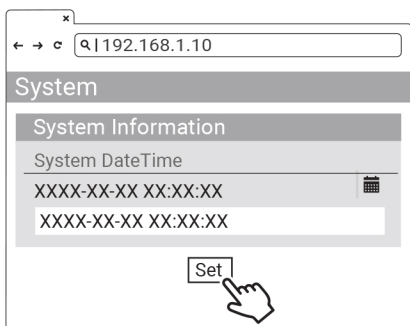 192.168.1.10
System
System Information
System DateTime
XXXX-XX-XX XX:XX:XX
XXXX-XX-XX XX:XX:XX
Set